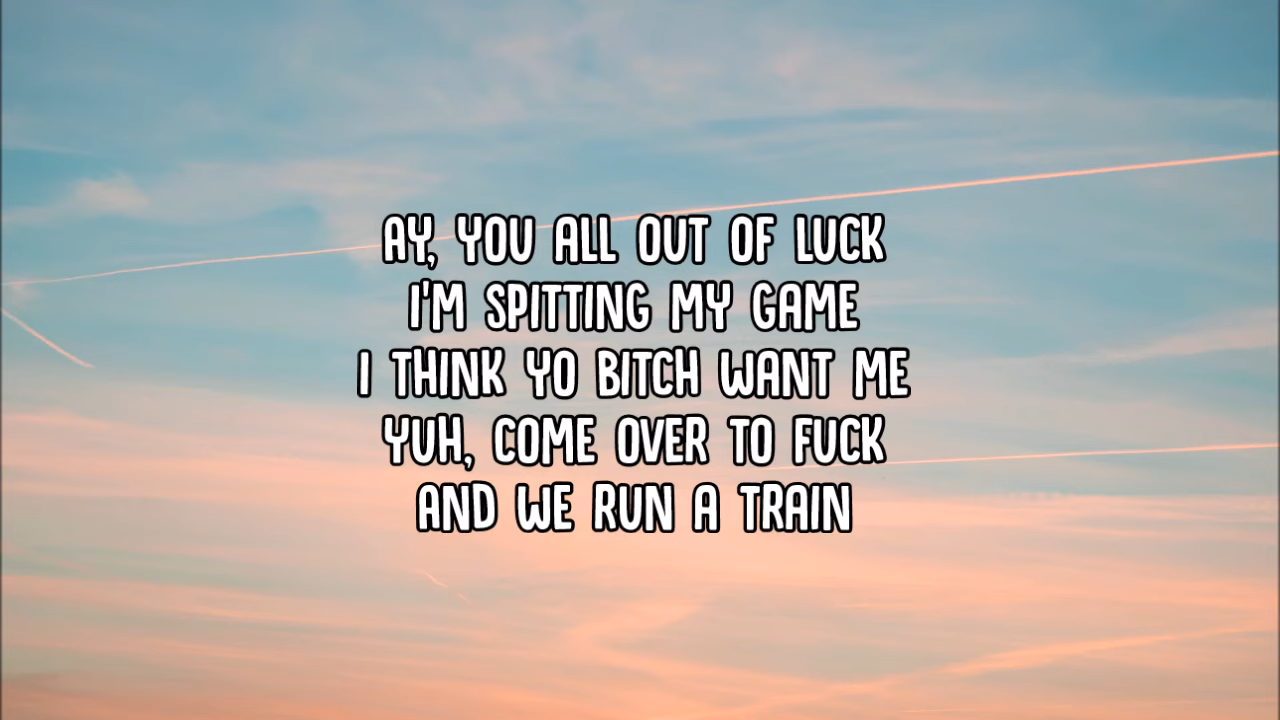 AY, YOU ALL OUT OF LUCK
I'M SPITTING MY GAME
I THINK YO BITCH WANT ME
YUH, COME OVER TO FUCK
AND WE RUN A TRAIN